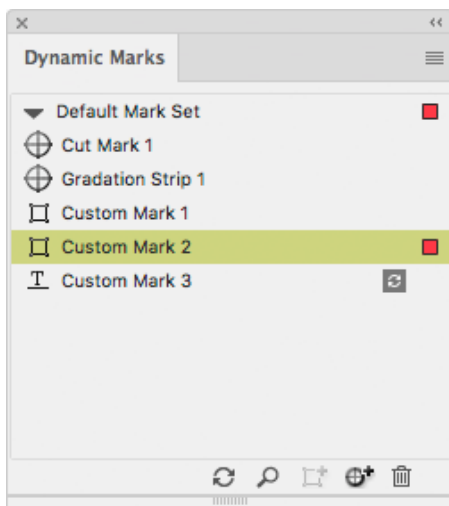 Dynamic Marks
Default Mark Set
Cut Mark 1
Gradation Strip 1
Custom Mark 1
Custom Mark 2
T Custom Mark 3